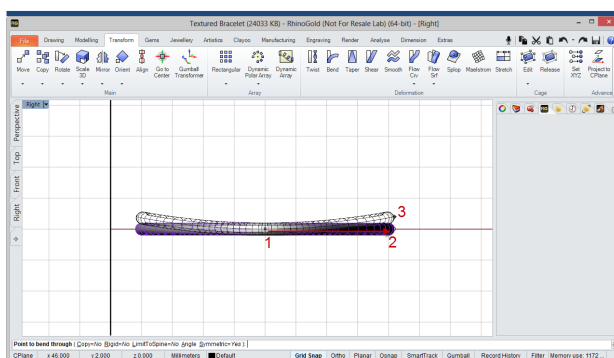 Textured Bracelet (24033 KB) - RhinoGold (Not For Resale Lab) (64-bit) - [Right]
File Drawing Modelling Transform Gems Jewellery Artistics Clayoo Manufacturing Engraving Render Analyse Dimension Extras
Move Copy Rotate Scale 3D Mirror Orient Align Go to Center Gumball Transformer Rectangular Dynamic Polar Array Dynamic Array Twist Bend Taper Shear Smooth Flow Crv Flow Srf Splop Maelstrom Stretch Edit Release Set XYZ Project to CPlane
Main Array Deformation Cage Advance
Right
Perspective
Top
Front
Right
3
1
2
Point to bend through ( Copy=No Rigid=No LimitToSpine=No Angle Symmetric=Yes ):
CPlane x 46.000 y 2.000 z 0.000 Millimeters Default Grid Snap Ortho Planar Osnap SmartTrack Gumball Record History Filter Memory use: 1172...